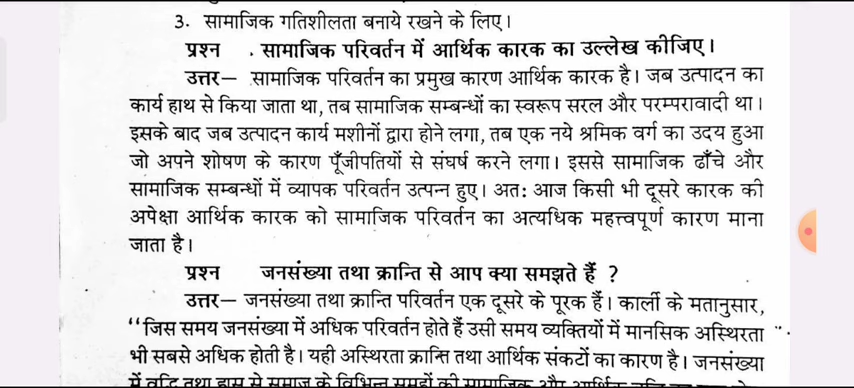 3. सामाजिक गतिशीलता बनाये रखने के लिए।
प्रश्न . सामाजिक परिवर्तन में आर्थिक कारक का उल्लेख कीजिए।
उत्तर— सामाजिक परिवर्तन का प्रमुख कारण आर्थिक कारक है। जब उत्पादन का
कार्य हाथ से किया जाता था, तब सामाजिक सम्बन्धों का स्वरूप सरल और परम्परावादी था।
इसके बाद जब उत्पादन कार्य मशीनों द्वारा होने लगा, तब एक नये श्रमिक वर्ग का उदय हुआ
जो अपने शोषण के कारण पूँजीपतियों से संघर्ष करने लगा। इससे सामाजिक ढाँचे और
सामाजिक सम्बन्धों में व्यापक परिवर्तन उत्पन्न हुए। अतः आज किसी भी दूसरे कारक की
अपेक्षा आर्थिक कारक को सामाजिक परिवर्तन का अत्यधिक महत्त्वपूर्ण कारण माना
जाता है।
प्रश्न जनसंख्या तथा क्रान्ति से आप क्या समझते हैं ?
उत्तर— जनसंख्या तथा क्रान्ति परिवर्तन एक दूसरे के पूरक हैं। कार्ली के मतानुसार,
“जिस समय जनसंख्या में अधिक परिवर्तन होते हैं उसी समय व्यक्तियों में मानसिक अस्थिरता
भी सबसे अधिक होती है। यही अस्थिरता क्रान्ति तथा आर्थिक संकटों का कारण है। जनसंख्या
में वृद्धि तथा ह्रास से समाज के विभिन्न समूहों की सामाजिक और आर्थिक